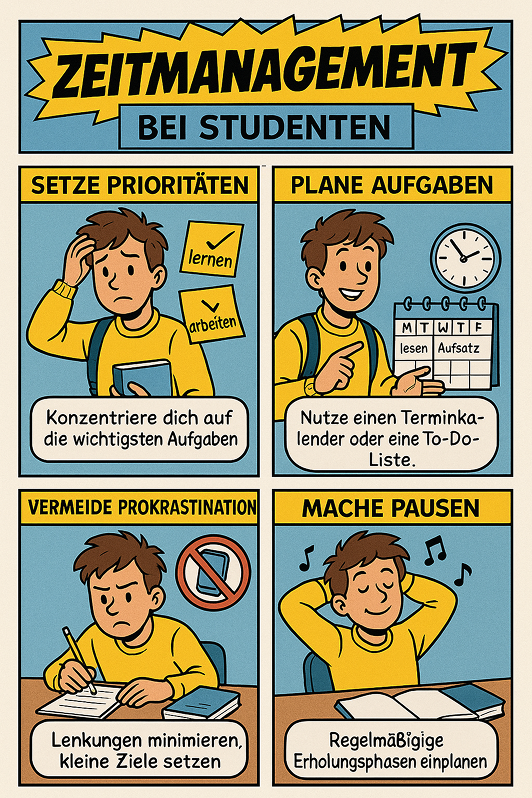 ZEITMANAGEMENT
BEI STUDENTEN
SETZE PRIORITÄTEN
lernen
arbeiten
Konzentriere dich auf
die wichtigsten Aufgaben
PLANE AUFGABEN
M T W T F
lesen Aufsatz
Nutze einen Terminka-
lender oder eine To-Do-
Liste.
VERMEIDE PROKRASTINATION
Lenkungen minimieren,
kleine Ziele setzen
MACHE PAUSEN
Regelmäßigige
Erholungsphasen einplanen